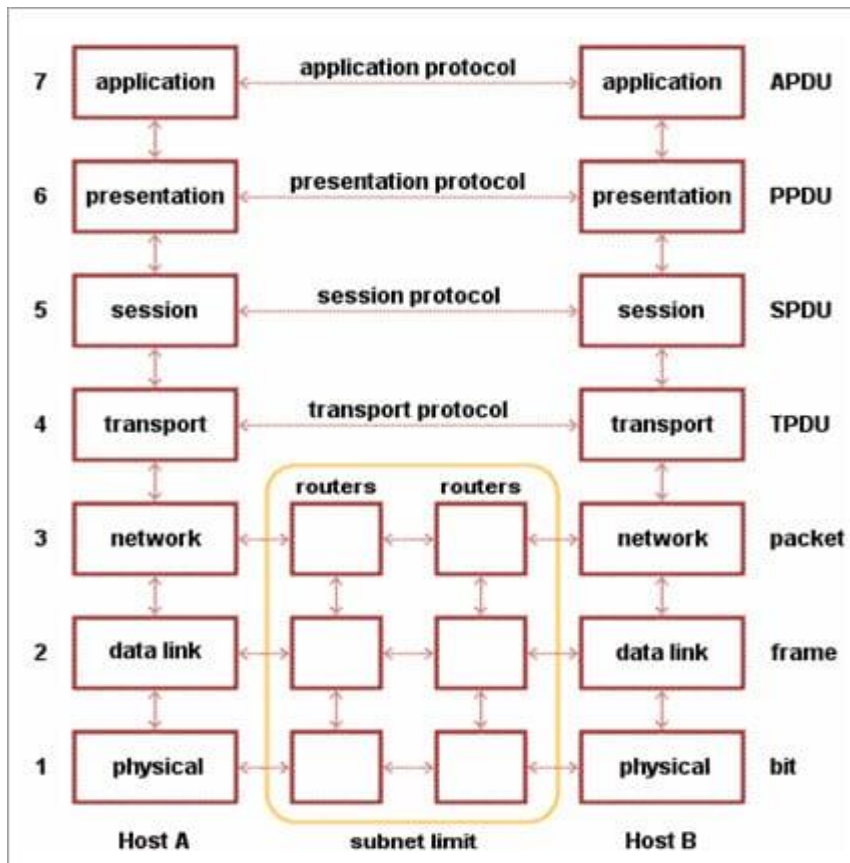 7 application application protocol application APDU
6 presentation presentation protocol presentation PPDU
5 session session protocol session SPDU
4 transport transport protocol transport TPDU
routers routers
3 network network packet
2 data link data link frame
1 physical physical bit
Host A subnet limit Host B